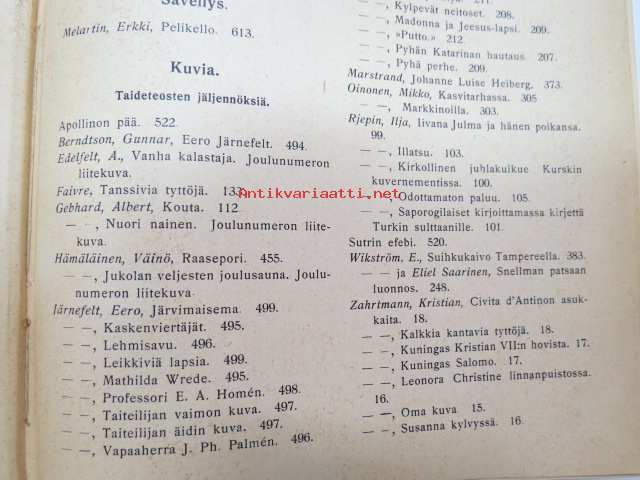 Sävellys.
Melartin, Erkki, Pelikello. 613.
Kuvia.
Taideteosten jäljennöksiä.
Apollinon pää. 522.
Berndtson, Gunnar, Eero Järnefelt. 494.
Edelfelt, A., Vanha kalastaja. Joulunumeron
liitekuva.
Faivre, Tanssivia tyttöjä. 133.
Gebhard, Albert, Kouta. 112
— —, Nuori nainen. Joulunumeron liite-
kuva.
Hämäläinen, Väinö, Raasepori. 455.
— —, Jukolan veljesten joulusauna. Joulu-
numeron liitekuva.
Järnefelt, Eero, Järvimaisema. 499.
— —, Kaskenviertäjät. 495.
— —, Lehmisavu. 496.
— —, Leikkiviä lapsia. 499.
— —, Mathilda Wrede. 495.
— —, Professori E. A. Homén. 498.
— —, Taiteilijan vaimon kuva. 497.
— —, Taiteilijan äidin kuva. 497.
— —, Vapaaherra J. Ph. Palmén. 496.
— —, Kylpevät neitoset. 208.
— —, Madonna ja Jeesus-lapsi. 209.
— —, »Putto.» 212.
— —, Pyhän Katarinan hautaus. 207.
— —, Pyhä perhe. 209.
Marstrand, Johanne Luise Heiberg. 373.
Oinonen, Mikko, Kasvitarhassa. 305
— —, Markkinoilla. 303.
Rjepin, Ilja, Iivana Julma ja hänen poikansa.
99.
— —, Illatsu. 103.
— —, Kirkollinen juhlakulkue Kurskin
kuvernementissa. 100.
— —, Odottamaton paluu. 105.
— —, Saporogilaiset kirjoittamassa kirjettä
Turkin sulttaanille. 101.
Sutrin efebi. 520.
Wikström, E., Suihkukaivo Tampereella. 383.
— — ja Eliel Saarinen, Snellman patsaan
luonnos. 248.
Zahrtmann, Kristian, Civita d'Antinon asuk-
kaita. 18.
— —, Kalkkia kantavia tyttöjä. 18.
— —, Kuningas Kristian VII:n hovista. 17.
— —, Kuningas Salomo. 17.
— —, Leonora Christine linnanpuistossa.
16.
— —, Oma kuva 15.
— —, Susanna kylvyssä. 16.
Antikvariaatti.net